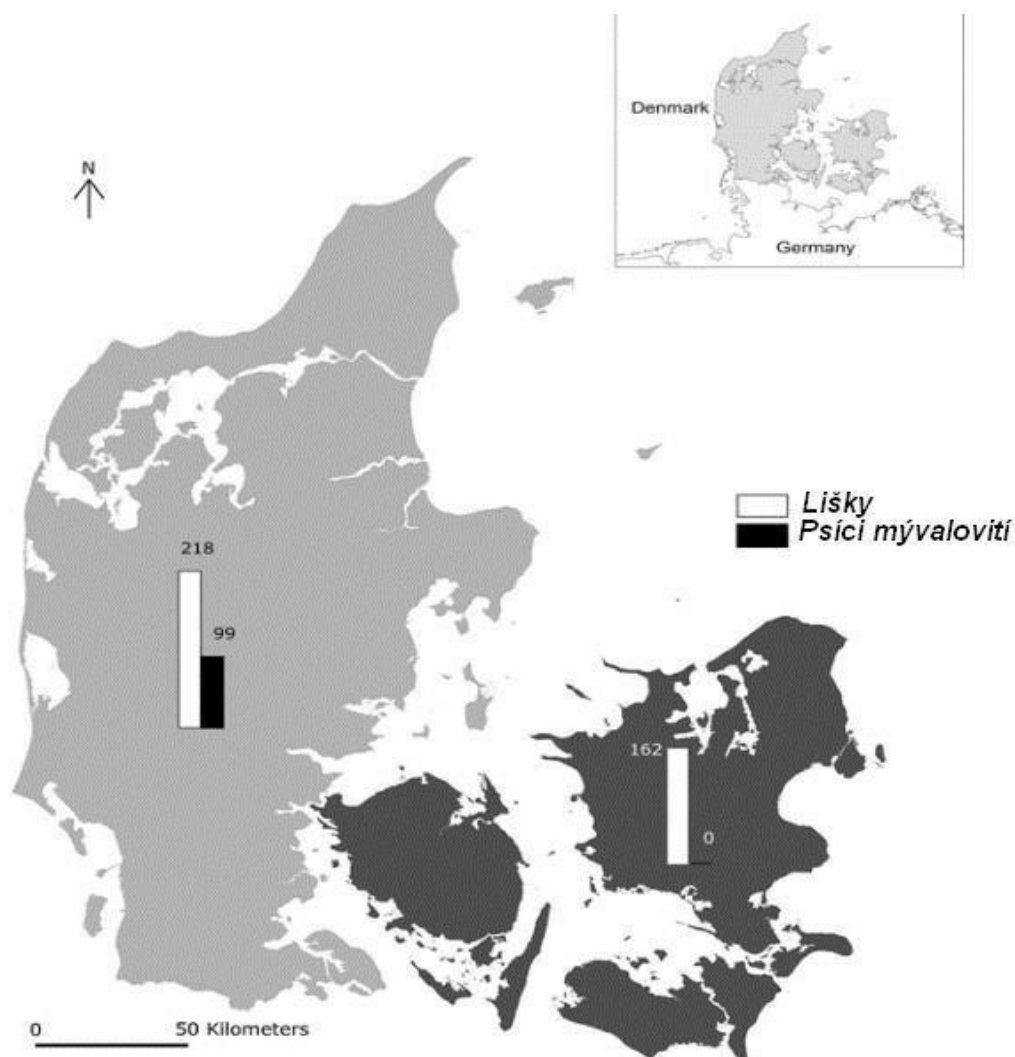 Denmark
Germany
N
Lišky
Psíci mývalovití
218
99
162
0
0 50 Kilometers